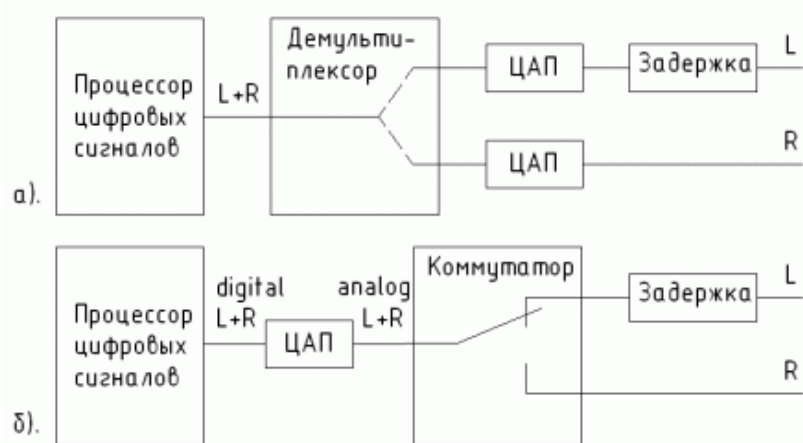 Процессор
цифровых
сигналов
L+R
Демульти-
плексор
ЦАП
Задержка
L
ЦАП
R
а).
Процессор
цифровых
сигналов
digital
L+R
ЦАП
analog
L+R
Коммутатор
Задержка
L
R
б).